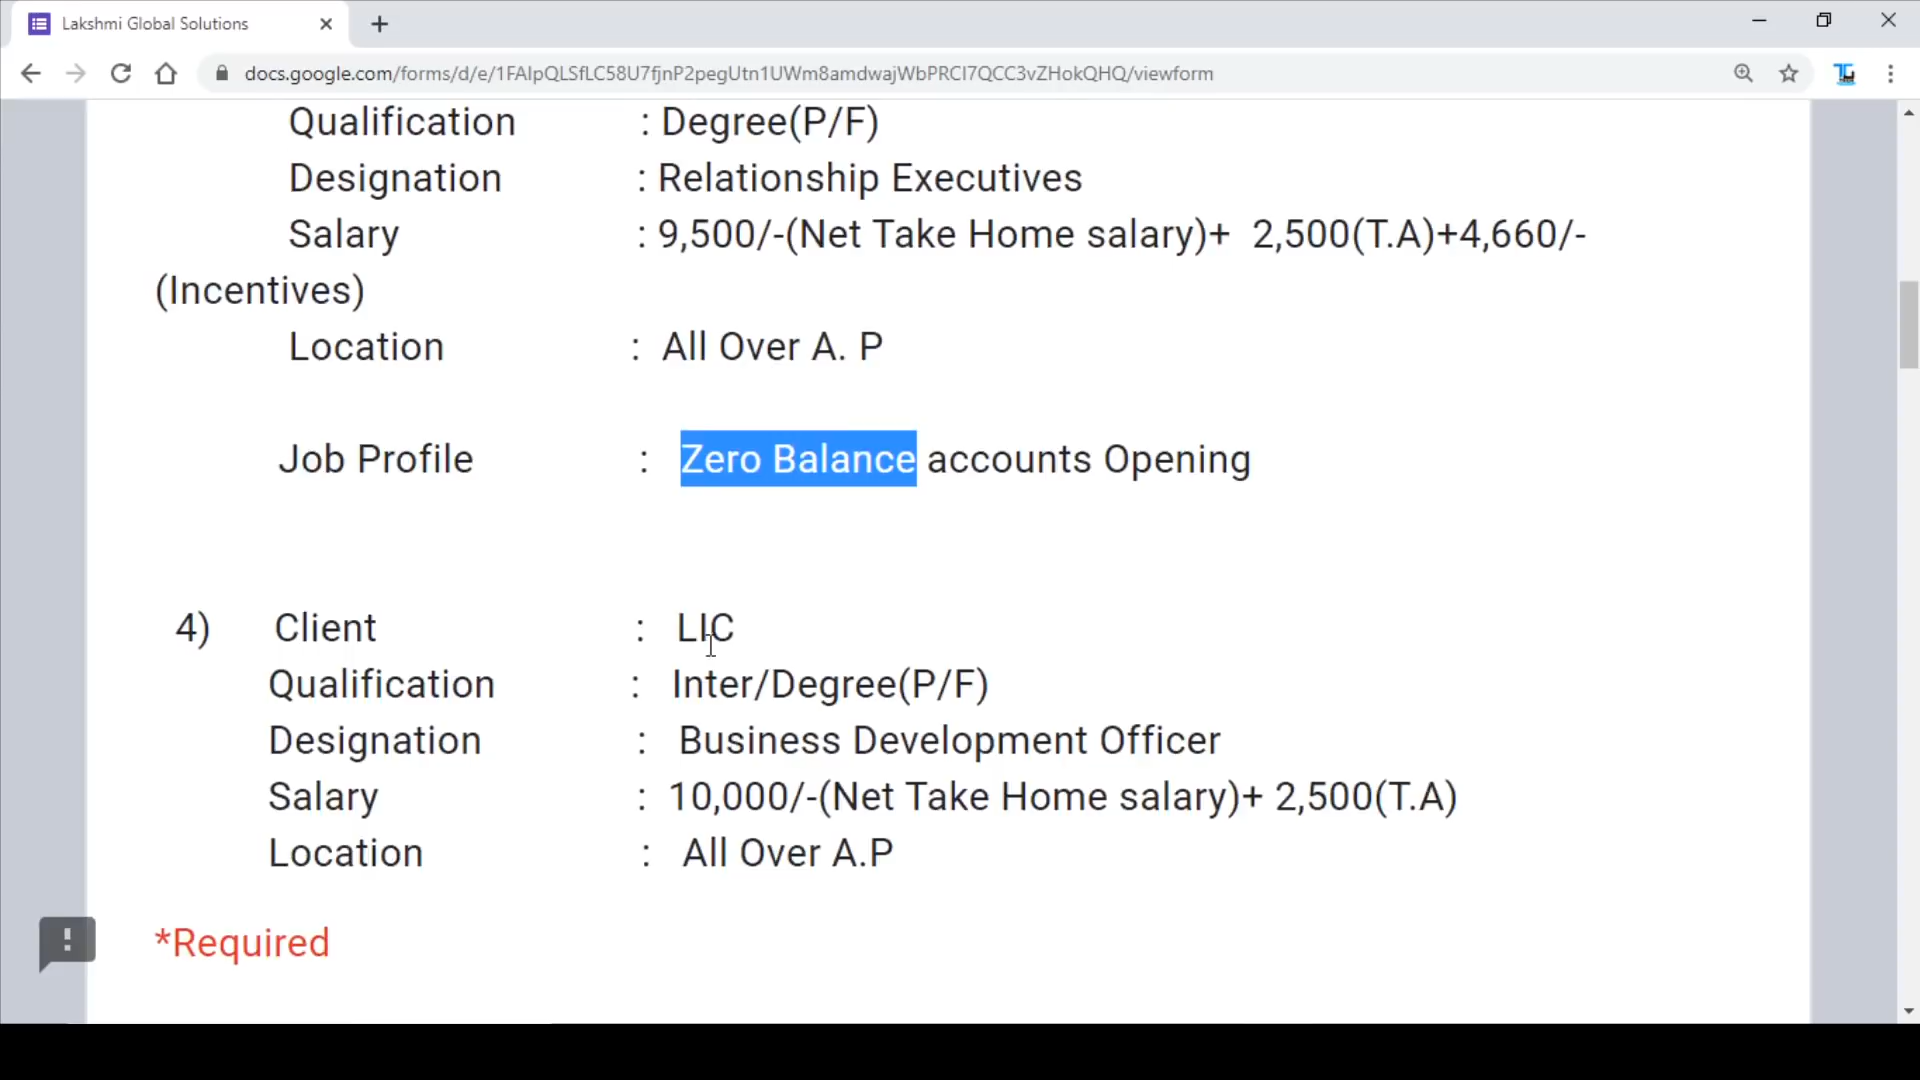 Lakshmi Global Solutions
docs.google.com/forms/d/e/1FAIpQLSfLC58U7fjnP2pegUtn1UWm8amdwajWbPRCI7QCC3vZHokQHQ/viewform
Qualification : Degree(P/F)
Designation : Relationship Executives
Salary : 9,500/-(Net Take Home salary)+ 2,500(T.A)+4,660/-
(Incentives)
Location : All Over A. P
Job Profile : Zero Balance accounts Opening
4) Client : LIC
Qualification : Inter/Degree(P/F)
Designation : Business Development Officer
Salary : 10,000/-(Net Take Home salary)+ 2,500(T.A)
Location : All Over A.P
*Required